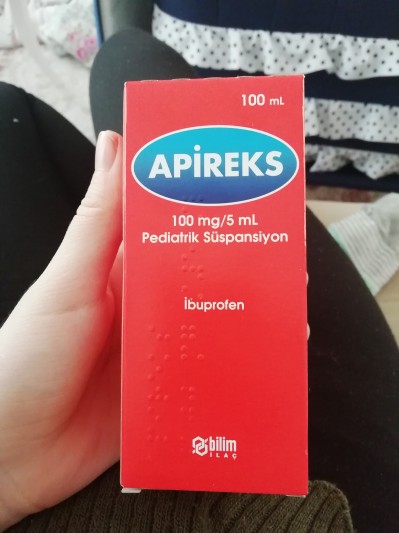 100 mL
APİREKS
100 mg/5 mL
Pediatrik Süspansiyon
İbuprofen
bilim
İLAÇ